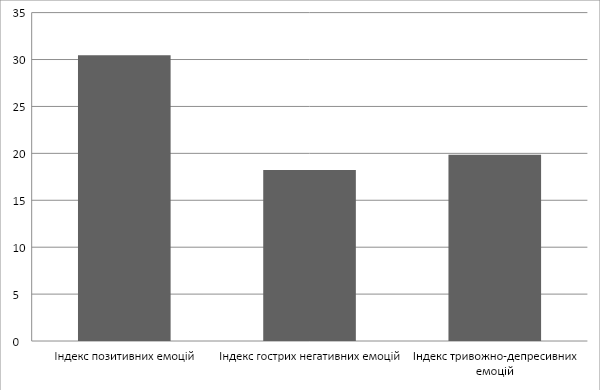 35
30
25
20
15
10
5
0
Індекс позитивних емоцій
Індекс гострих негативних емоцій
Індекс тривожно-депресивних
емоцій